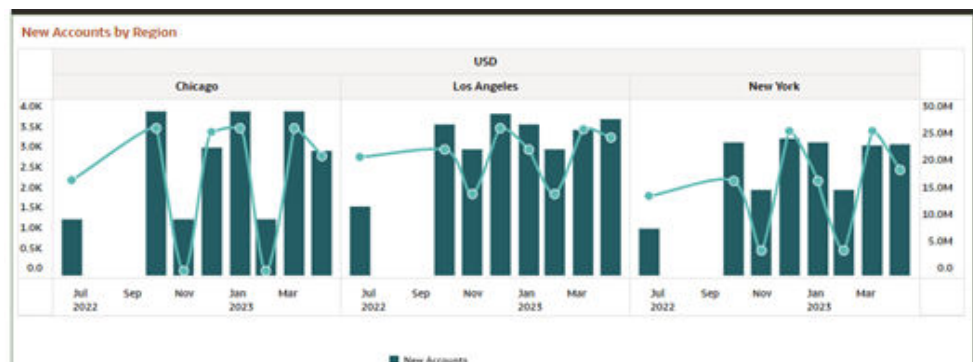 New Accounts by Region
USD
Chicago Los Angeles New York
4.0K 30.0M
3.5K 25.0M
3.0K 20.0M
2.5K
2.0K 15.0M
1.5K 10.0M
1.0K
0.5K 5.0M
0.0 0.0
Jul Sep Nov Jan Mar Jul Sep Nov Jan Mar Jul Sep Nov Jan Mar
2022 2023 2022 2023 2022 2023
New Accounts